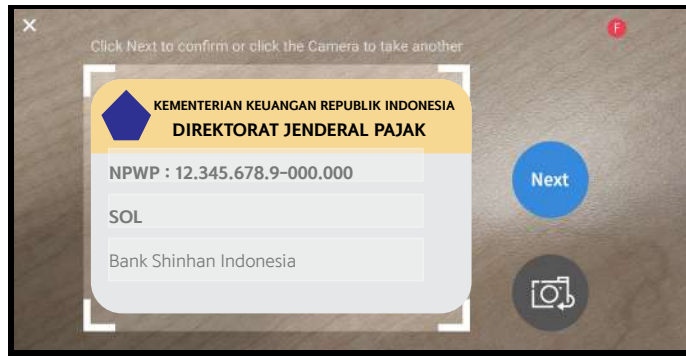 ×
Click Next to confirm or click the Camera to take another
F
KEMENTERIAN KEUANGAN REPUBLIK INDONESIA
DIREKTORAT JENDERAL PAJAK
NPWP : 12.345.678.9-000.000
SOL
Bank Shinhan Indonesia
Next